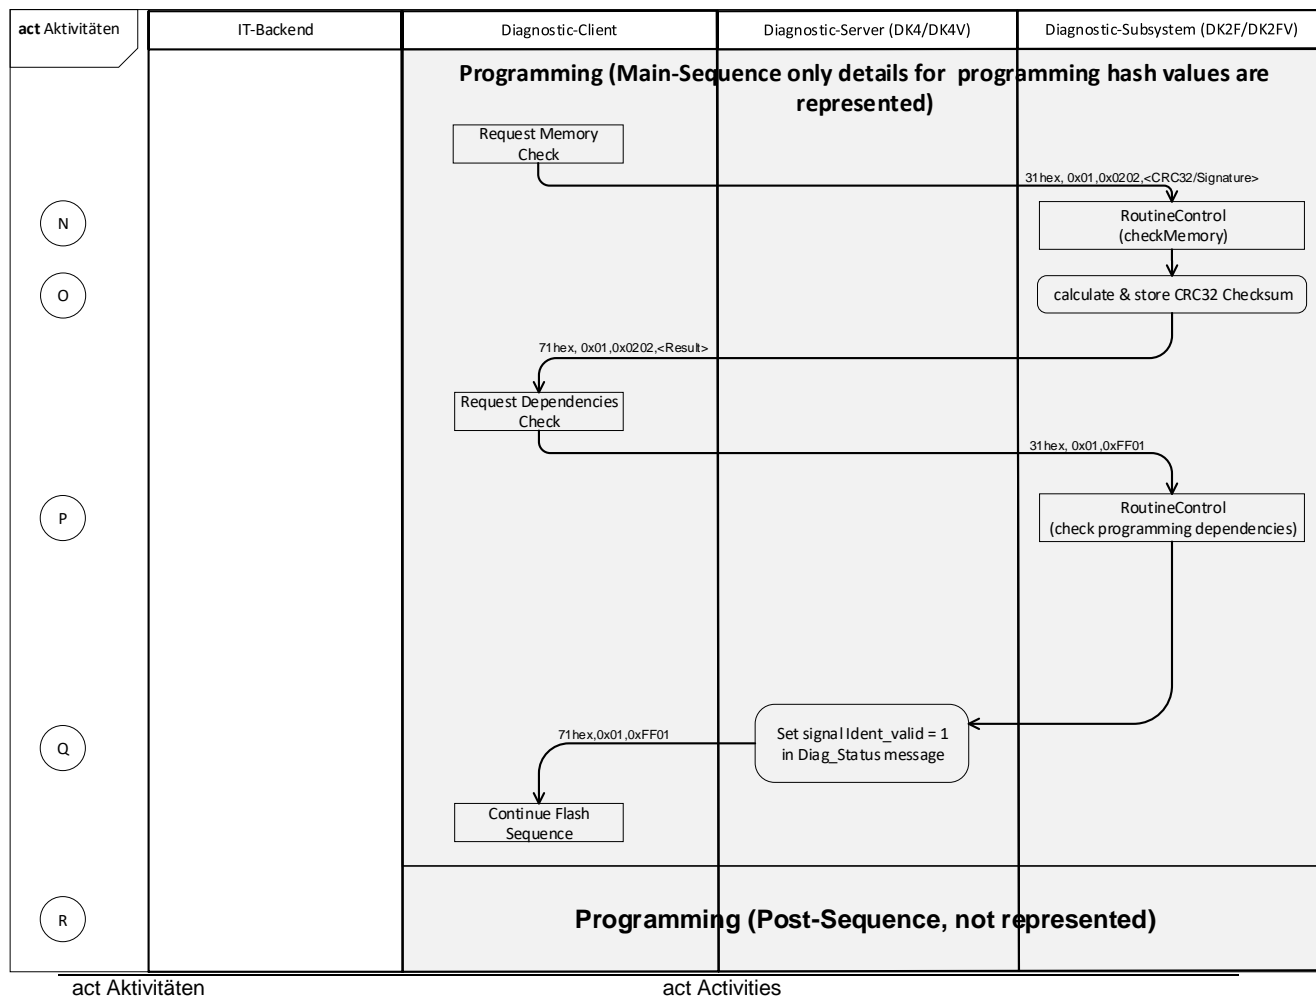 act Aktivitäten
IT-Backend
Diagnostic-Client
Diagnostic-Server (DK4/DK4V)
Diagnostic-Subsystem (DK2F/DK2FV)
Programming (Main-Sequence only details for programming hash values are
represented)
Request Memory
Check
31hex, 0x01,0x0202,<CRC32/Signature>
N
RoutineControl
(checkMemory)
O
calculate & store CRC32 Checksum
71hex, 0x01,0x0202,<Result>
Request Dependencies
Check
31hex, 0x01,0xFF01
P
RoutineControl
(check programming dependencies)
Q
71hex,0x01,0xFF01
Set signal Ident_valid = 1
in Diag_Status message
Continue Flash
Sequence
R
Programming (Post-Sequence, not represented)
act Aktivitäten
act Activities